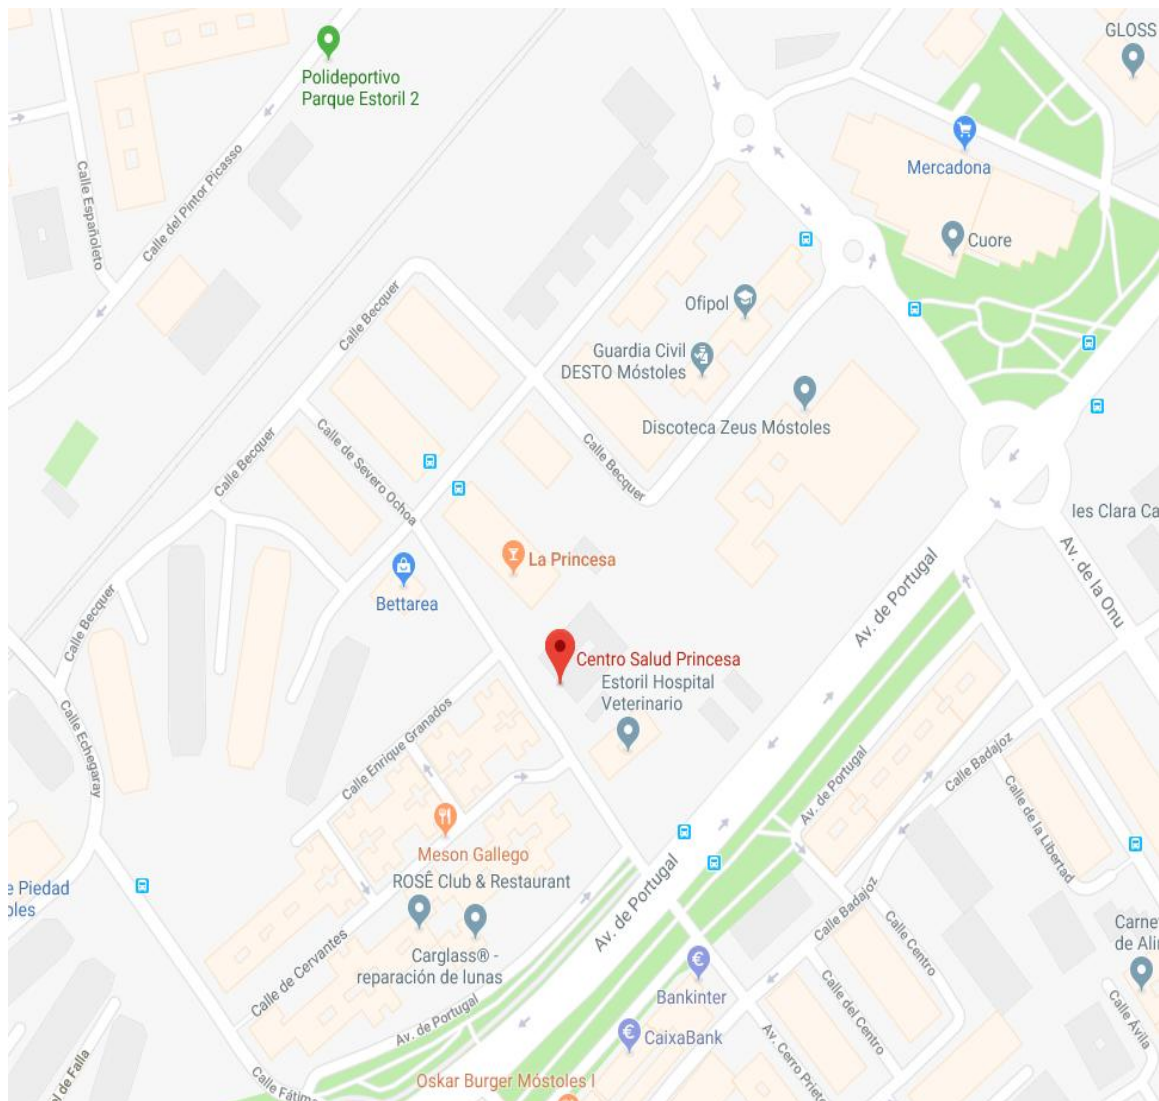 GLOSS
Polideportivo
Parque Estoril 2
Mercadona
Calle Españoleto
Calle del Pintor Picasso
Cuore
Calle Becquer
Ofipol
Guardia Civil
DESTO Móstoles
Discoteca Zeus Móstoles
Calle Becquer
Calle de Severo Ochoa
Calle Becquer
Ies Clara Ca
La Princesa
Bettarea
Av. de Portugal
Av. de la Onu
Calle Becquer
Centro Salud Princesa
Estoril Hospital
Veterinario
Calle Echegaray
Calle Enrique Granados
Calle Badajoz
Av. de Portugal
Calle de la Libertad
Meson Gallego
ROSÊ Club & Restaurant
e Piedad
oles
Av. de Portugal
Calle Badajoz
Calle Centro
Carne
de Ali
Carglass® -
reparación de lunas
Calle de Cervantes
Bankinter
Calle del Centro
Av. de Portugal
CaixaBank
Av. Cerro Prieto
Calle Ávila
el de Falla
Calle Fátima
Oskar Burger Móstoles I